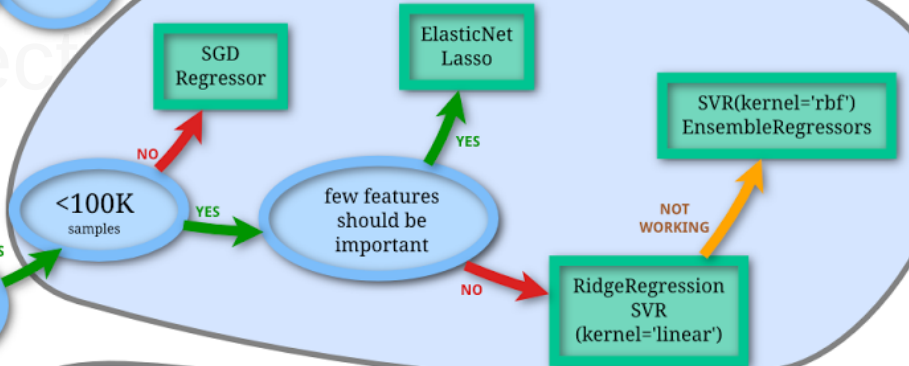 SGD
Regressor
ElasticNet
Lasso
SVR(kernel='rbf')
EnsembleRegressors
NO
YES
<100K
samples
YES
few features
should be
important
NOT
WORKING
NO
RidgeRegression
SVR
(kernel='linear')